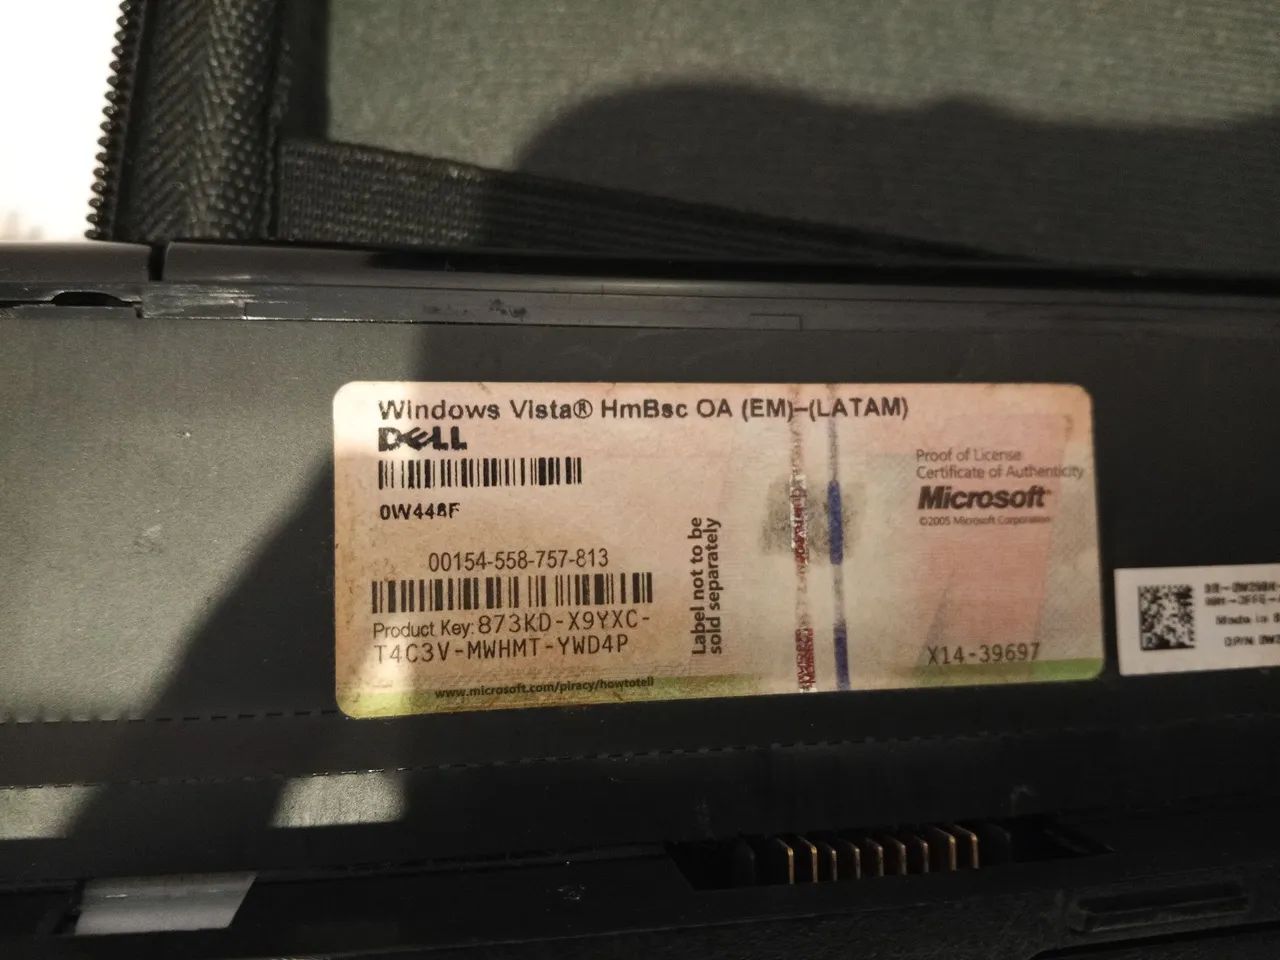 Windows Vista® HmBsc OA (EM)-(LATAM)
DELL
0W448F
00154-558-757-813
Product Key: 873KD-X9YXC-
T4C3V-MWHMT-YWD4P
www.microsoft.com/piracy/howtotell
Label not to be
sold separately
Proof of License
Certificate of Authenticity
Microsoft
©2005 Microsoft Corporation
X14-39697